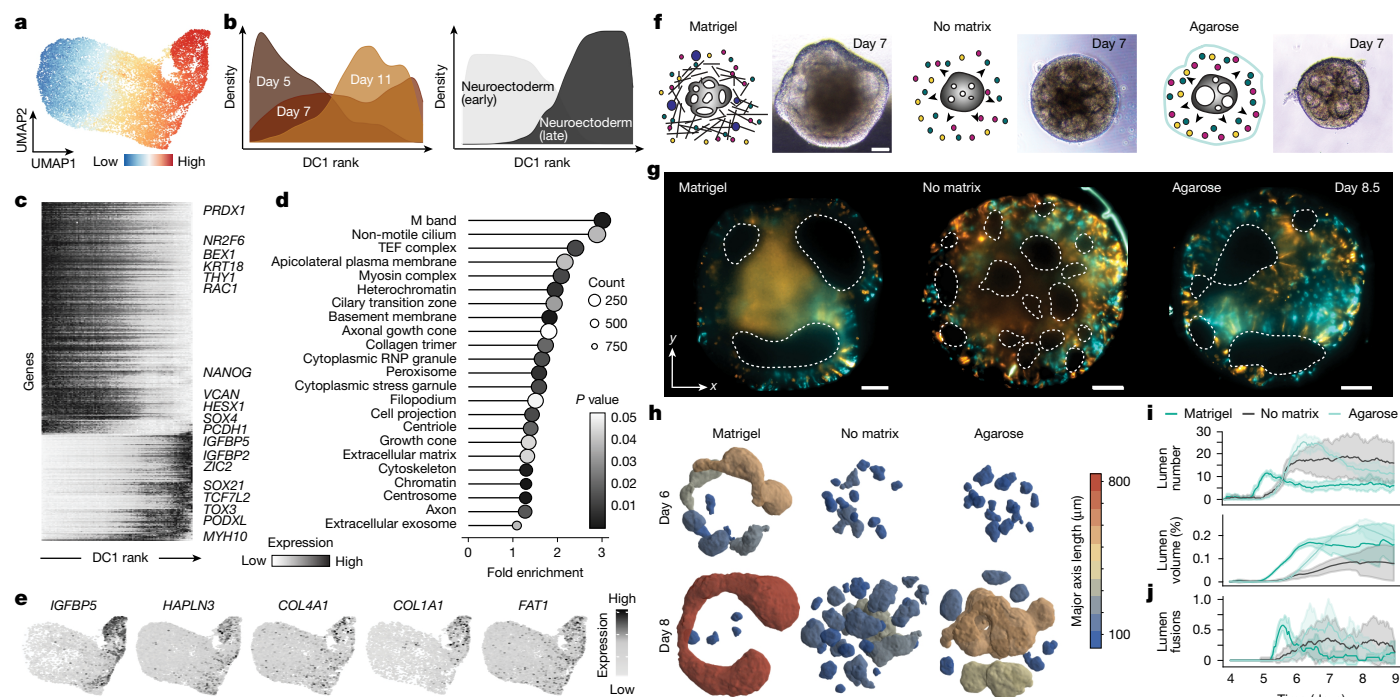 a
UMAP2
UMAP1
Low
High
b
Density
Day 5
Day 7
Day 11
DC1 rank
Density
Neuroectoderm
(early)
Neuroectoderm
(late)
DC1 rank
c
Genes
PRDX1
NR2F6
BEX1
KRT18
THY1
RAC1
NANOG
VCAN
HESX1
SOX4
PCDH1
IGFBP5
IGFBP2
ZIC2
SOX21
TCF7L2
TOX3
PODXL
MYH10
DC1 rank
Expression
Low
High
d
M band
Non-motile cilium
TEF complex
Apicolateral plasma membrane
Myosin complex
Heterochromatin
Cilary transition zone
Basement membrane
Axonal growth cone
Collagen trimer
Cytoplasmic RNP granule
Peroxisome
Cytoplasmic stress garnule
Filopodium
Cell projection
Centriole
Growth cone
Extracellular matrix
Cytoskeleton
Chromatin
Centrosome
Axon
Extracellular exosome
0 1 2 3
Fold enrichment
Count
250
500
750
P value
0.05
0.04
0.03
0.02
0.01
e
IGFBP5
HAPLN3
COL4A1
COL1A1
FAT1
High
Expression
Low
f
Matrigel
Day 7
No matrix
Day 7
Agarose
Day 7
g
Matrigel
No matrix
Agarose
Day 8.5
y
x
h
Matrigel
No matrix
Agarose
Day 6
Day 8
800
Major axis length (μm)
100
i
Matrigel
No matrix
Agarose
Lumen
number
30
20
10
0
Lumen
volume (%)
0.2
0.1
0
j
Lumen
fusions
1.0
0.5
0
4 5 6 7 8 9